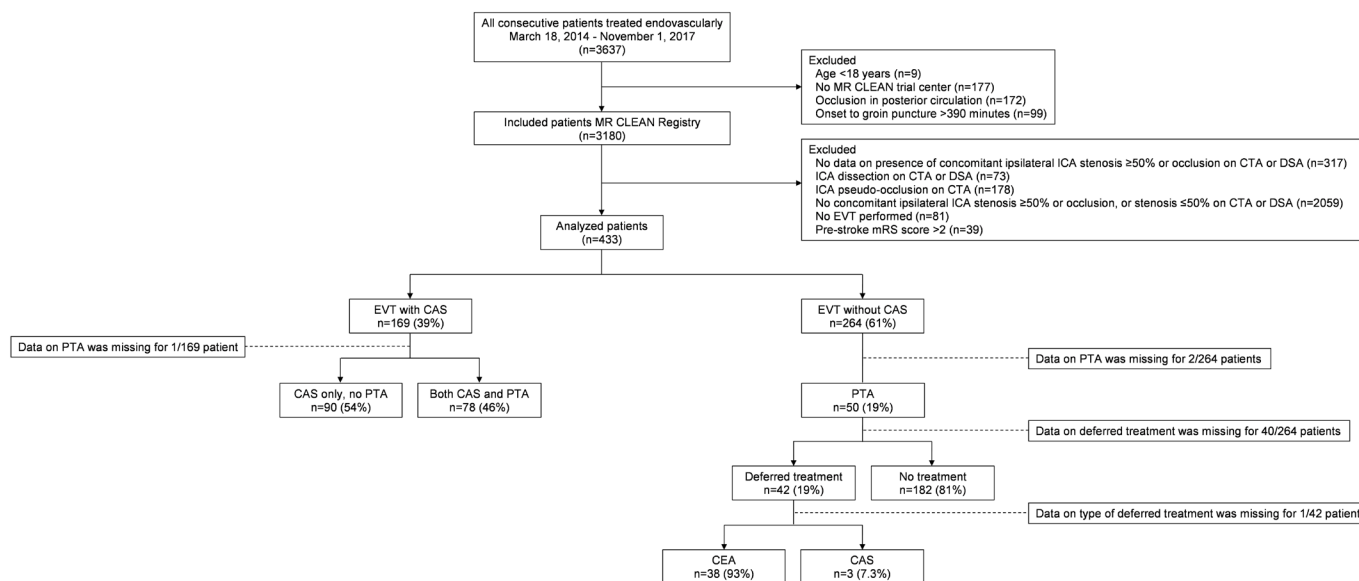 All consecutive patients treated endovascularly
March 18, 2014 - November 1, 2017
(n=3637)
Excluded
Age <18 years (n=9)
No MR CLEAN trial center (n=177)
Occlusion in posterior circulation (n=172)
Onset to groin puncture >390 minutes (n=99)
Included patients MR CLEAN Registry
(n=3180)
Excluded
No data on presence of concomitant ipsilateral ICA stenosis ≥50% or occlusion on CTA or DSA (n=317)
ICA dissection on CTA or DSA (n=73)
ICA pseudo-occlusion on CTA (n=178)
No concomitant ipsilateral ICA stenosis ≥50% or occlusion, or stenosis ≤50% on CTA or DSA (n=2059)
No EVT performed (n=81)
Pre-stroke mRS score >2 (n=39)
Analyzed patients
(n=433)
EVT with CAS
n=169 (39%)
EVT without CAS
n=264 (61%)
Data on PTA was missing for 1/169 patient
Data on PTA was missing for 2/264 patients
CAS only, no PTA
n=90 (54%)
Both CAS and PTA
n=78 (46%)
PTA
n=50 (19%)
Data on deferred treatment was missing for 40/264 patients
Deferred treatment
n=42 (19%)
No treatment
n=182 (81%)
Data on type of deferred treatment was missing for 1/42 patient
CEA
n=38 (93%)
CAS
n=3 (7.3%)